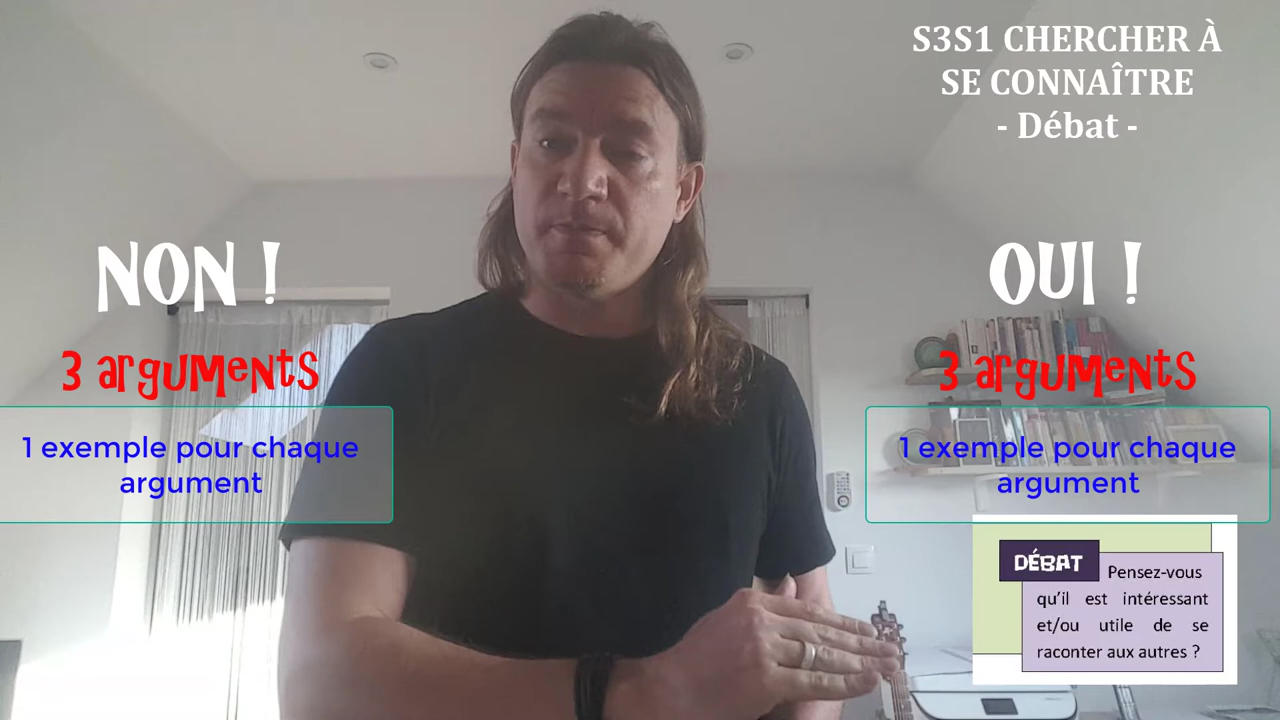 S3S1 CHERCHER À
SE CONNAÎTRE
- Débat -
NON !
3 arguments
1 exemple pour chaque
argument
OUI !
3 arguments
1 exemple pour chaque
argument
DÉBAT Pensez-vous
qu'il est intéressant
et/ou utile de se
raconter aux autres ?